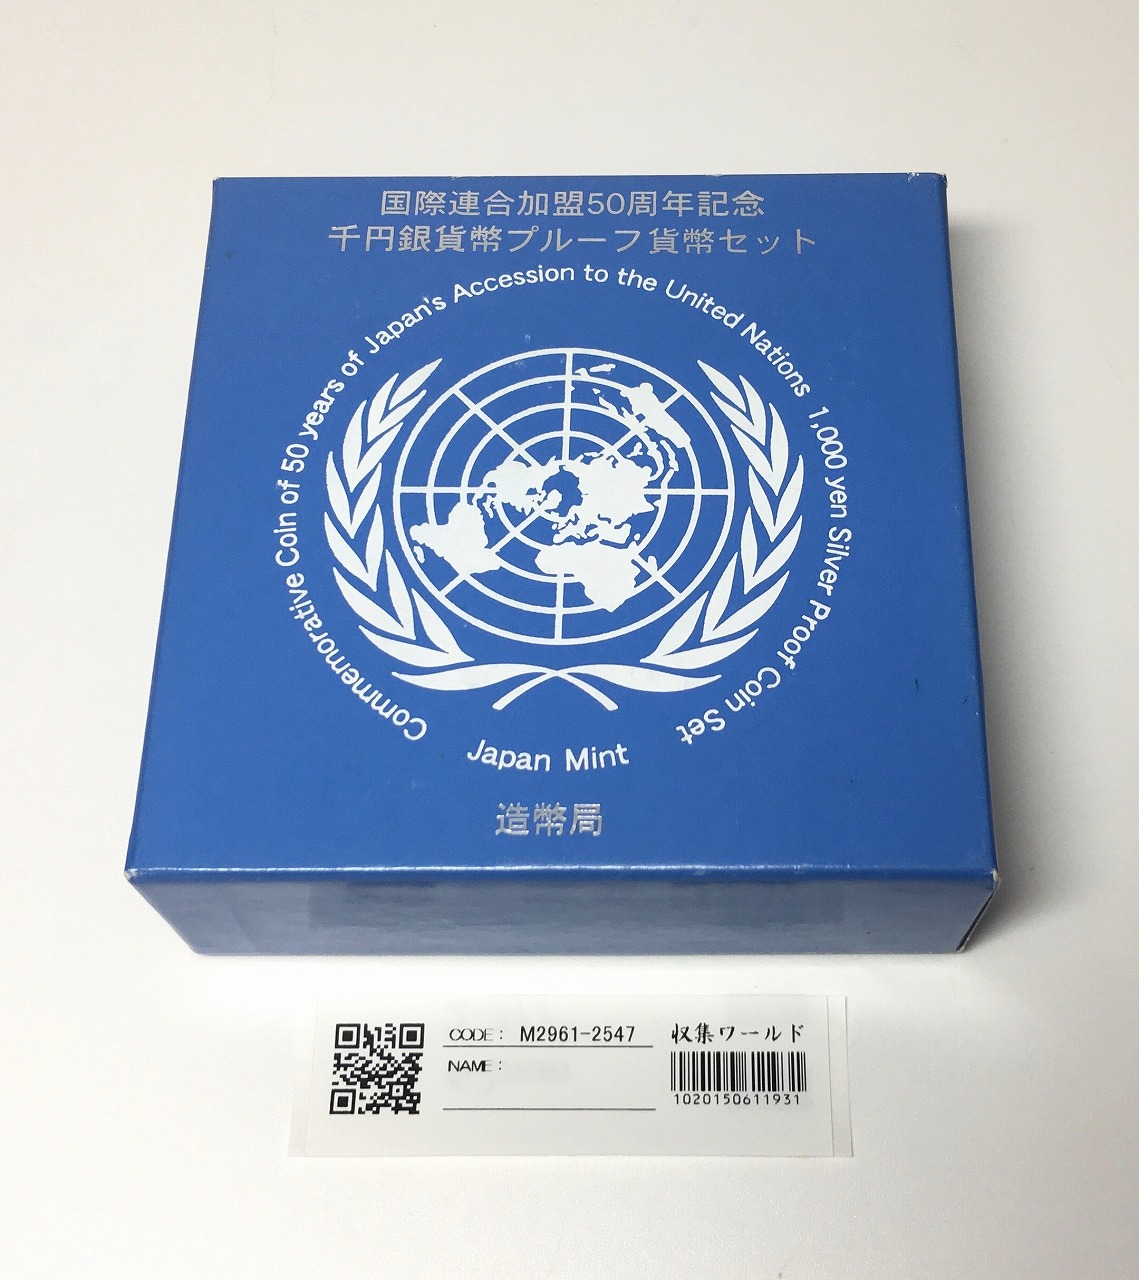 国際連合加盟50周年記念
千円銀貨幣プルーフ貨幣セット
Commemorative Coin of 50 years of Japan's Accession to the United Nations 1,000 yen Silver Proof Coin Set
Japan Mint
造幣局
CODE: M2961-2547
収集ワールド
NAME:
1020150611931